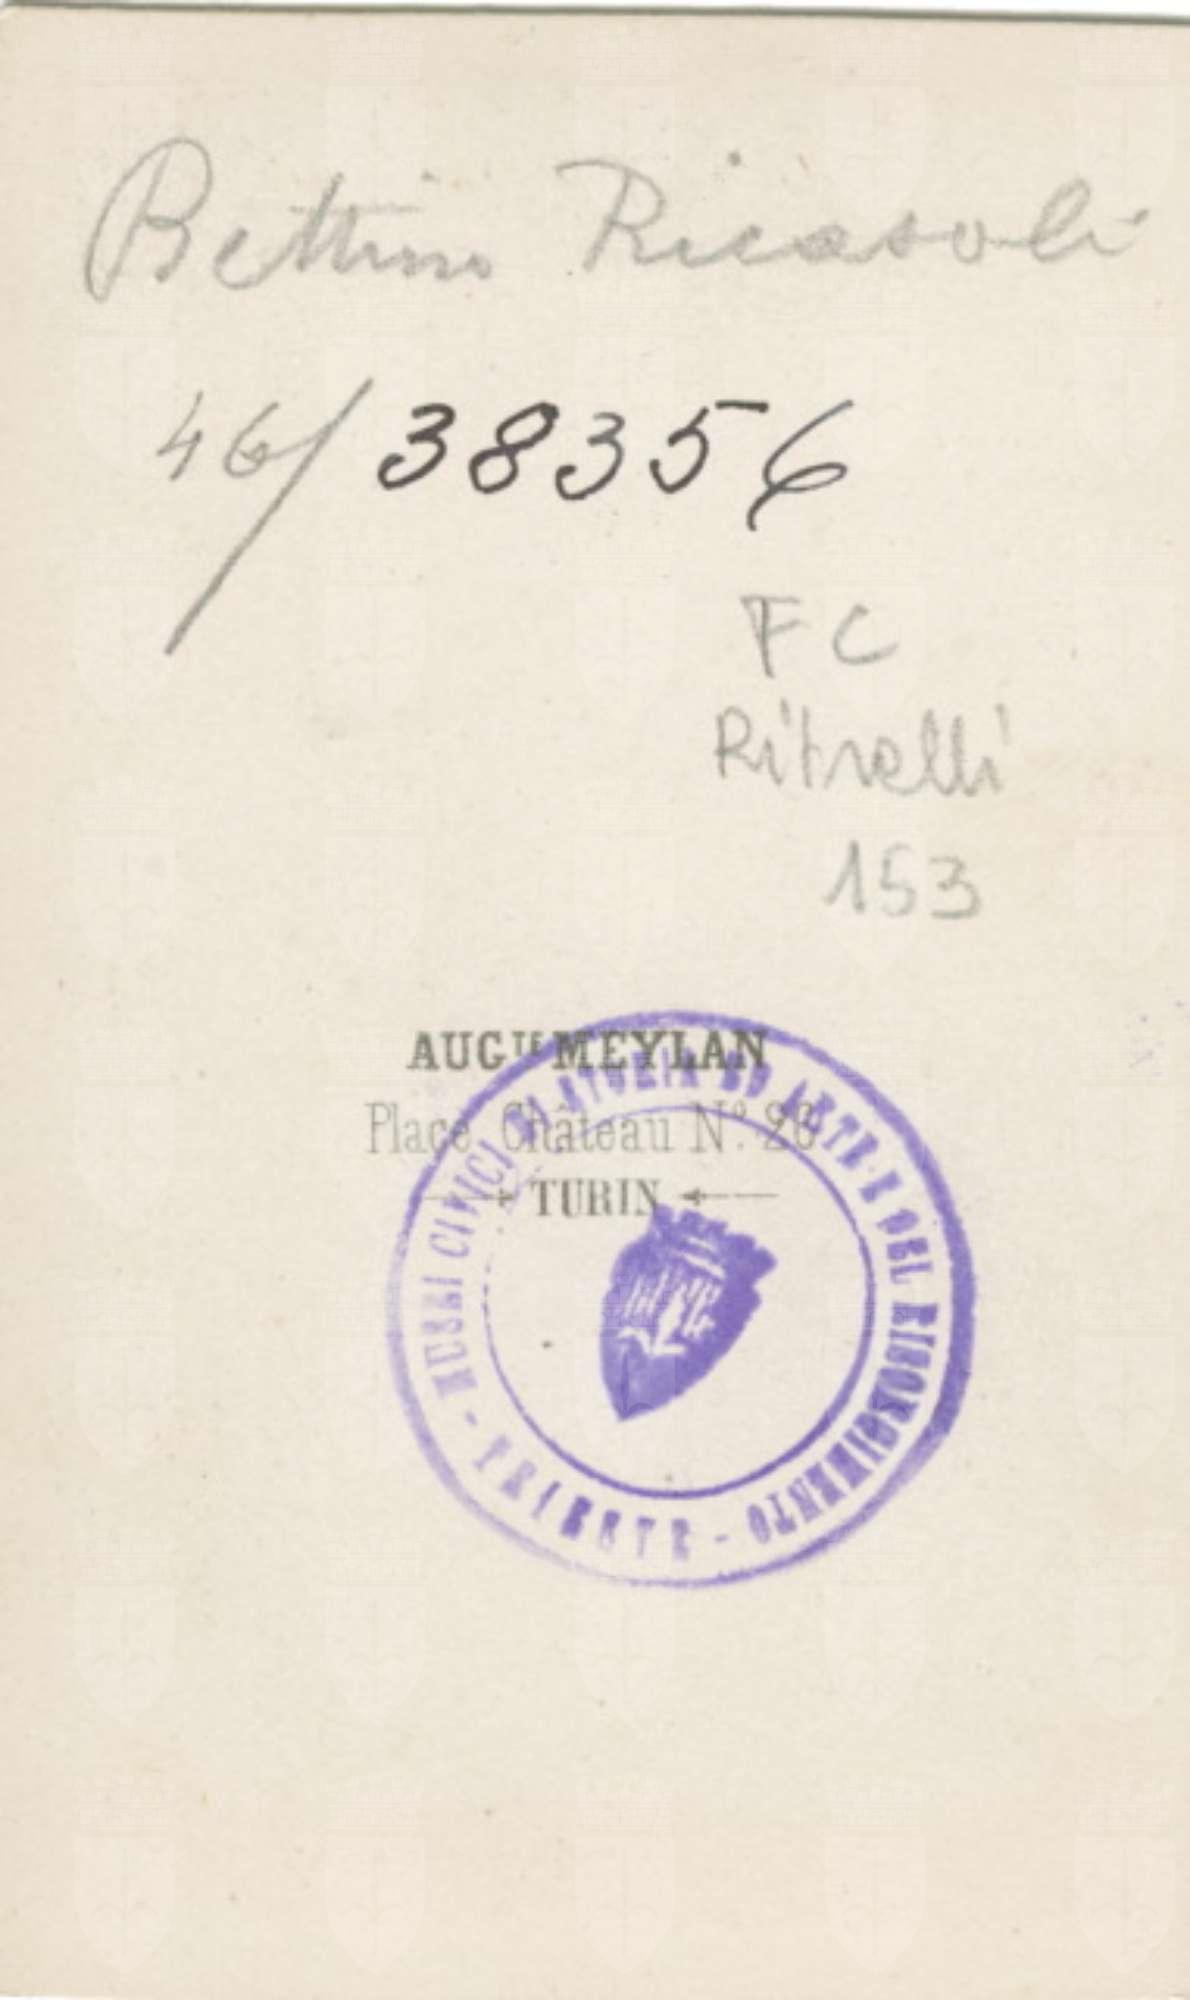 Bettino Ricasoli
46/38356
FC
Ritratti
153
AUGTE MEYLAN
Place Château N° 26
TURIN
MUSEI CIVICI DI STORIA ED ARTE E DEL RISORGIMENTO - TRIESTE -